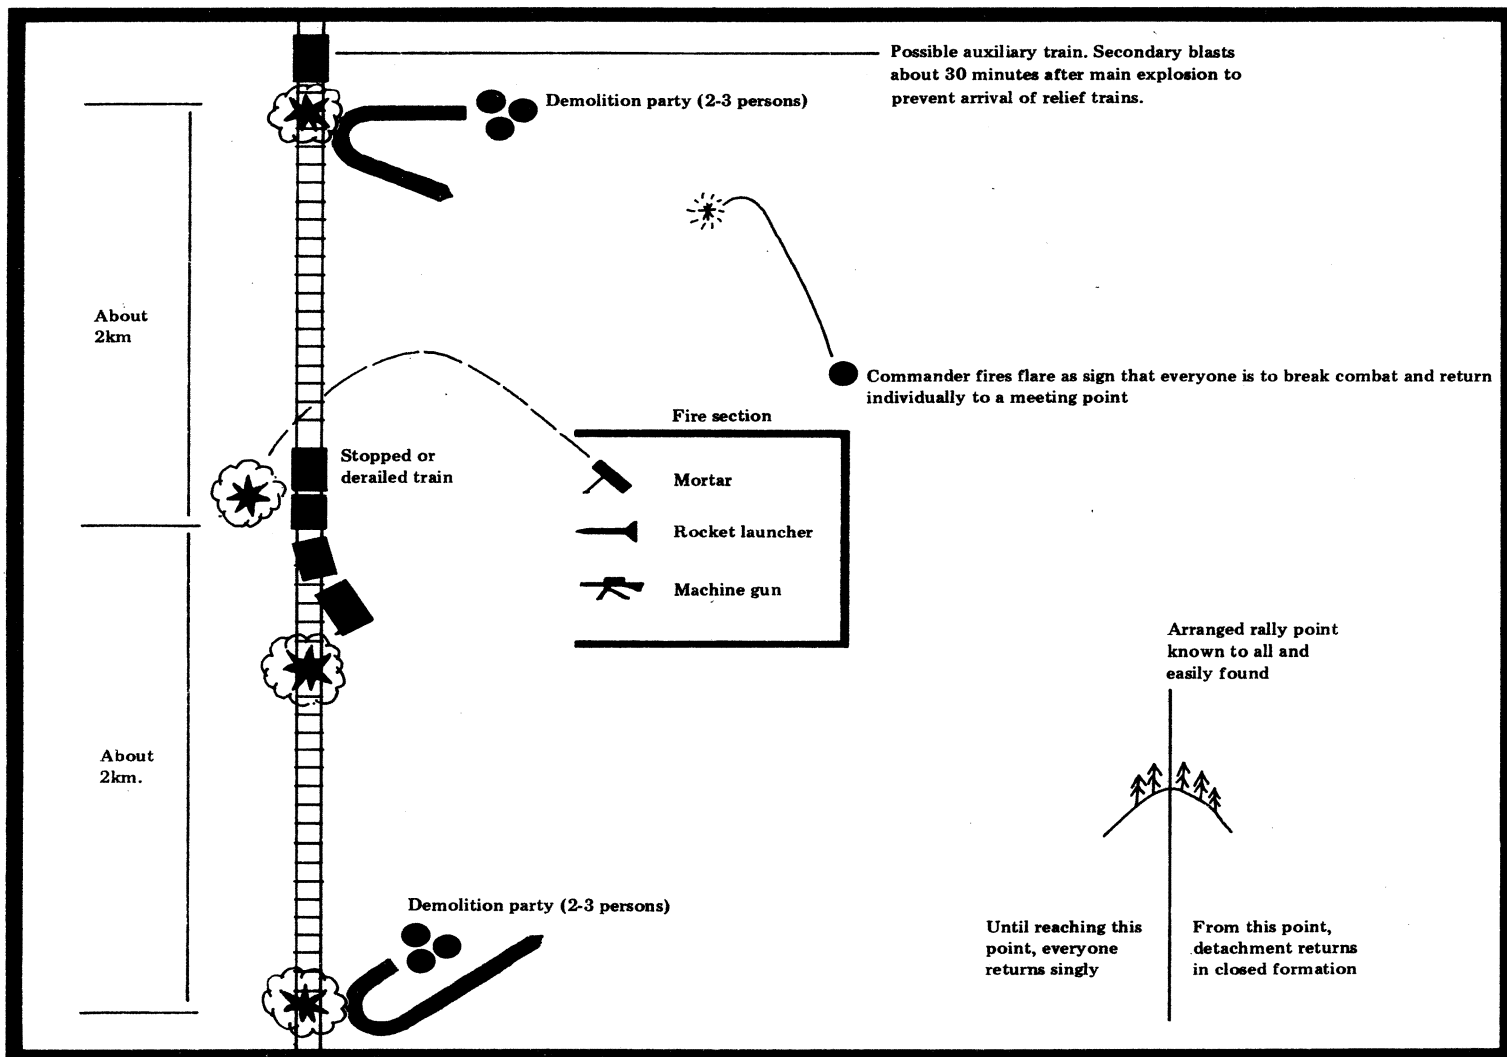 Possible auxiliary train. Secondary blasts
about 30 minutes after main explosion to
prevent arrival of relief trains.
Demolition party (2-3 persons)
About
2km
Commander fires flare as sign that everyone is to break combat and return
individually to a meeting point
Fire section
Stopped or
derailed train
Mortar
Rocket launcher
Machine gun
Arranged rally point
known to all and
easily found
About
2km.
Demolition party (2-3 persons)
Until reaching this
point, everyone
returns singly
From this point,
detachment returns
in closed formation